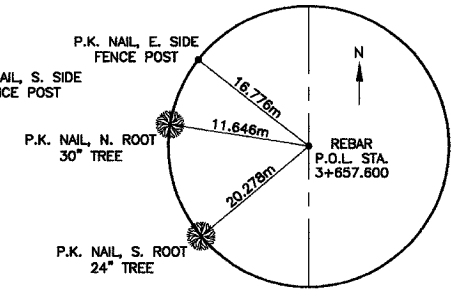 P.K. NAIL, E. SIDE
FENCE POST
N
AIL, S. SIDE
ICE POST
16.776m
11.646m
P.K. NAIL, N. ROOT
30" TREE
REBAR
P.O.L. STA.
3+657.600
20.278m
P.K. NAIL, S. ROOT
24" TREE